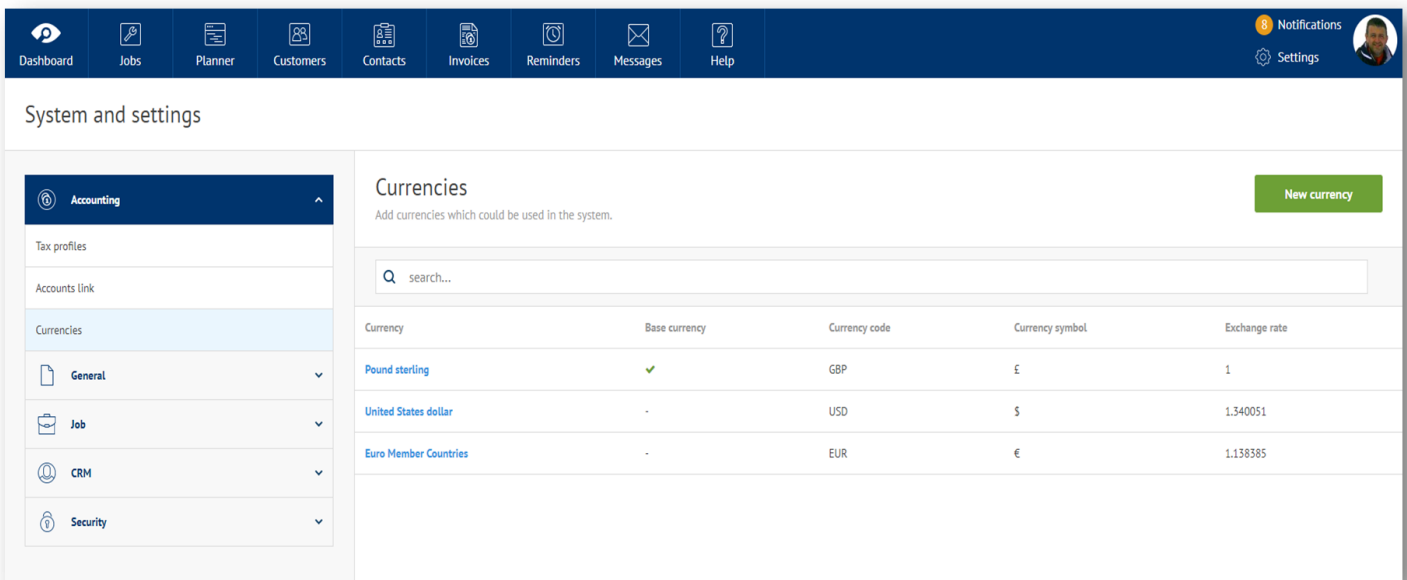 8 Notifications
Dashboard Jobs Planner Customers Contacts Invoices Reminders Messages Help
Settings
System and settings
Accounting
Tax profiles
Accounts link
Currencies
General
Job
CRM
Security
Currencies
Add currencies which could be used in the system.
New currency
search...
Currency Base currency Currency code Currency symbol Exchange rate
Pound sterling GBP £ 1
United States dollar - USD $ 1.340051
Euro Member Countries - EUR € 1.138385